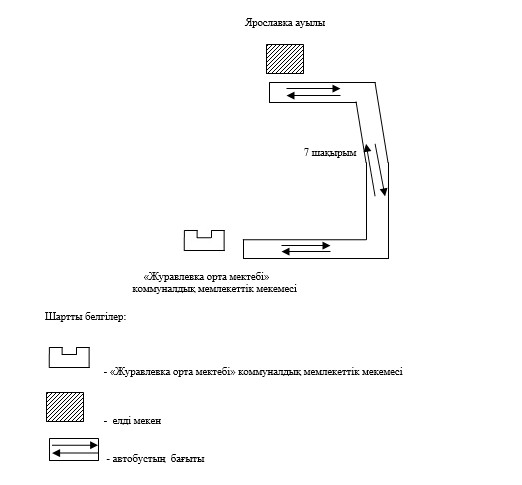 Ярославка ауылы
7 шақырым
«Журавлевка орта мектебі»
коммуналдық мемлекеттік мекемесі
Шартты белгілер:
- «Журавлевка орта мектебі» коммуналдық мемлекеттік мекемесі
- елді мекен
- автобустың бағыты